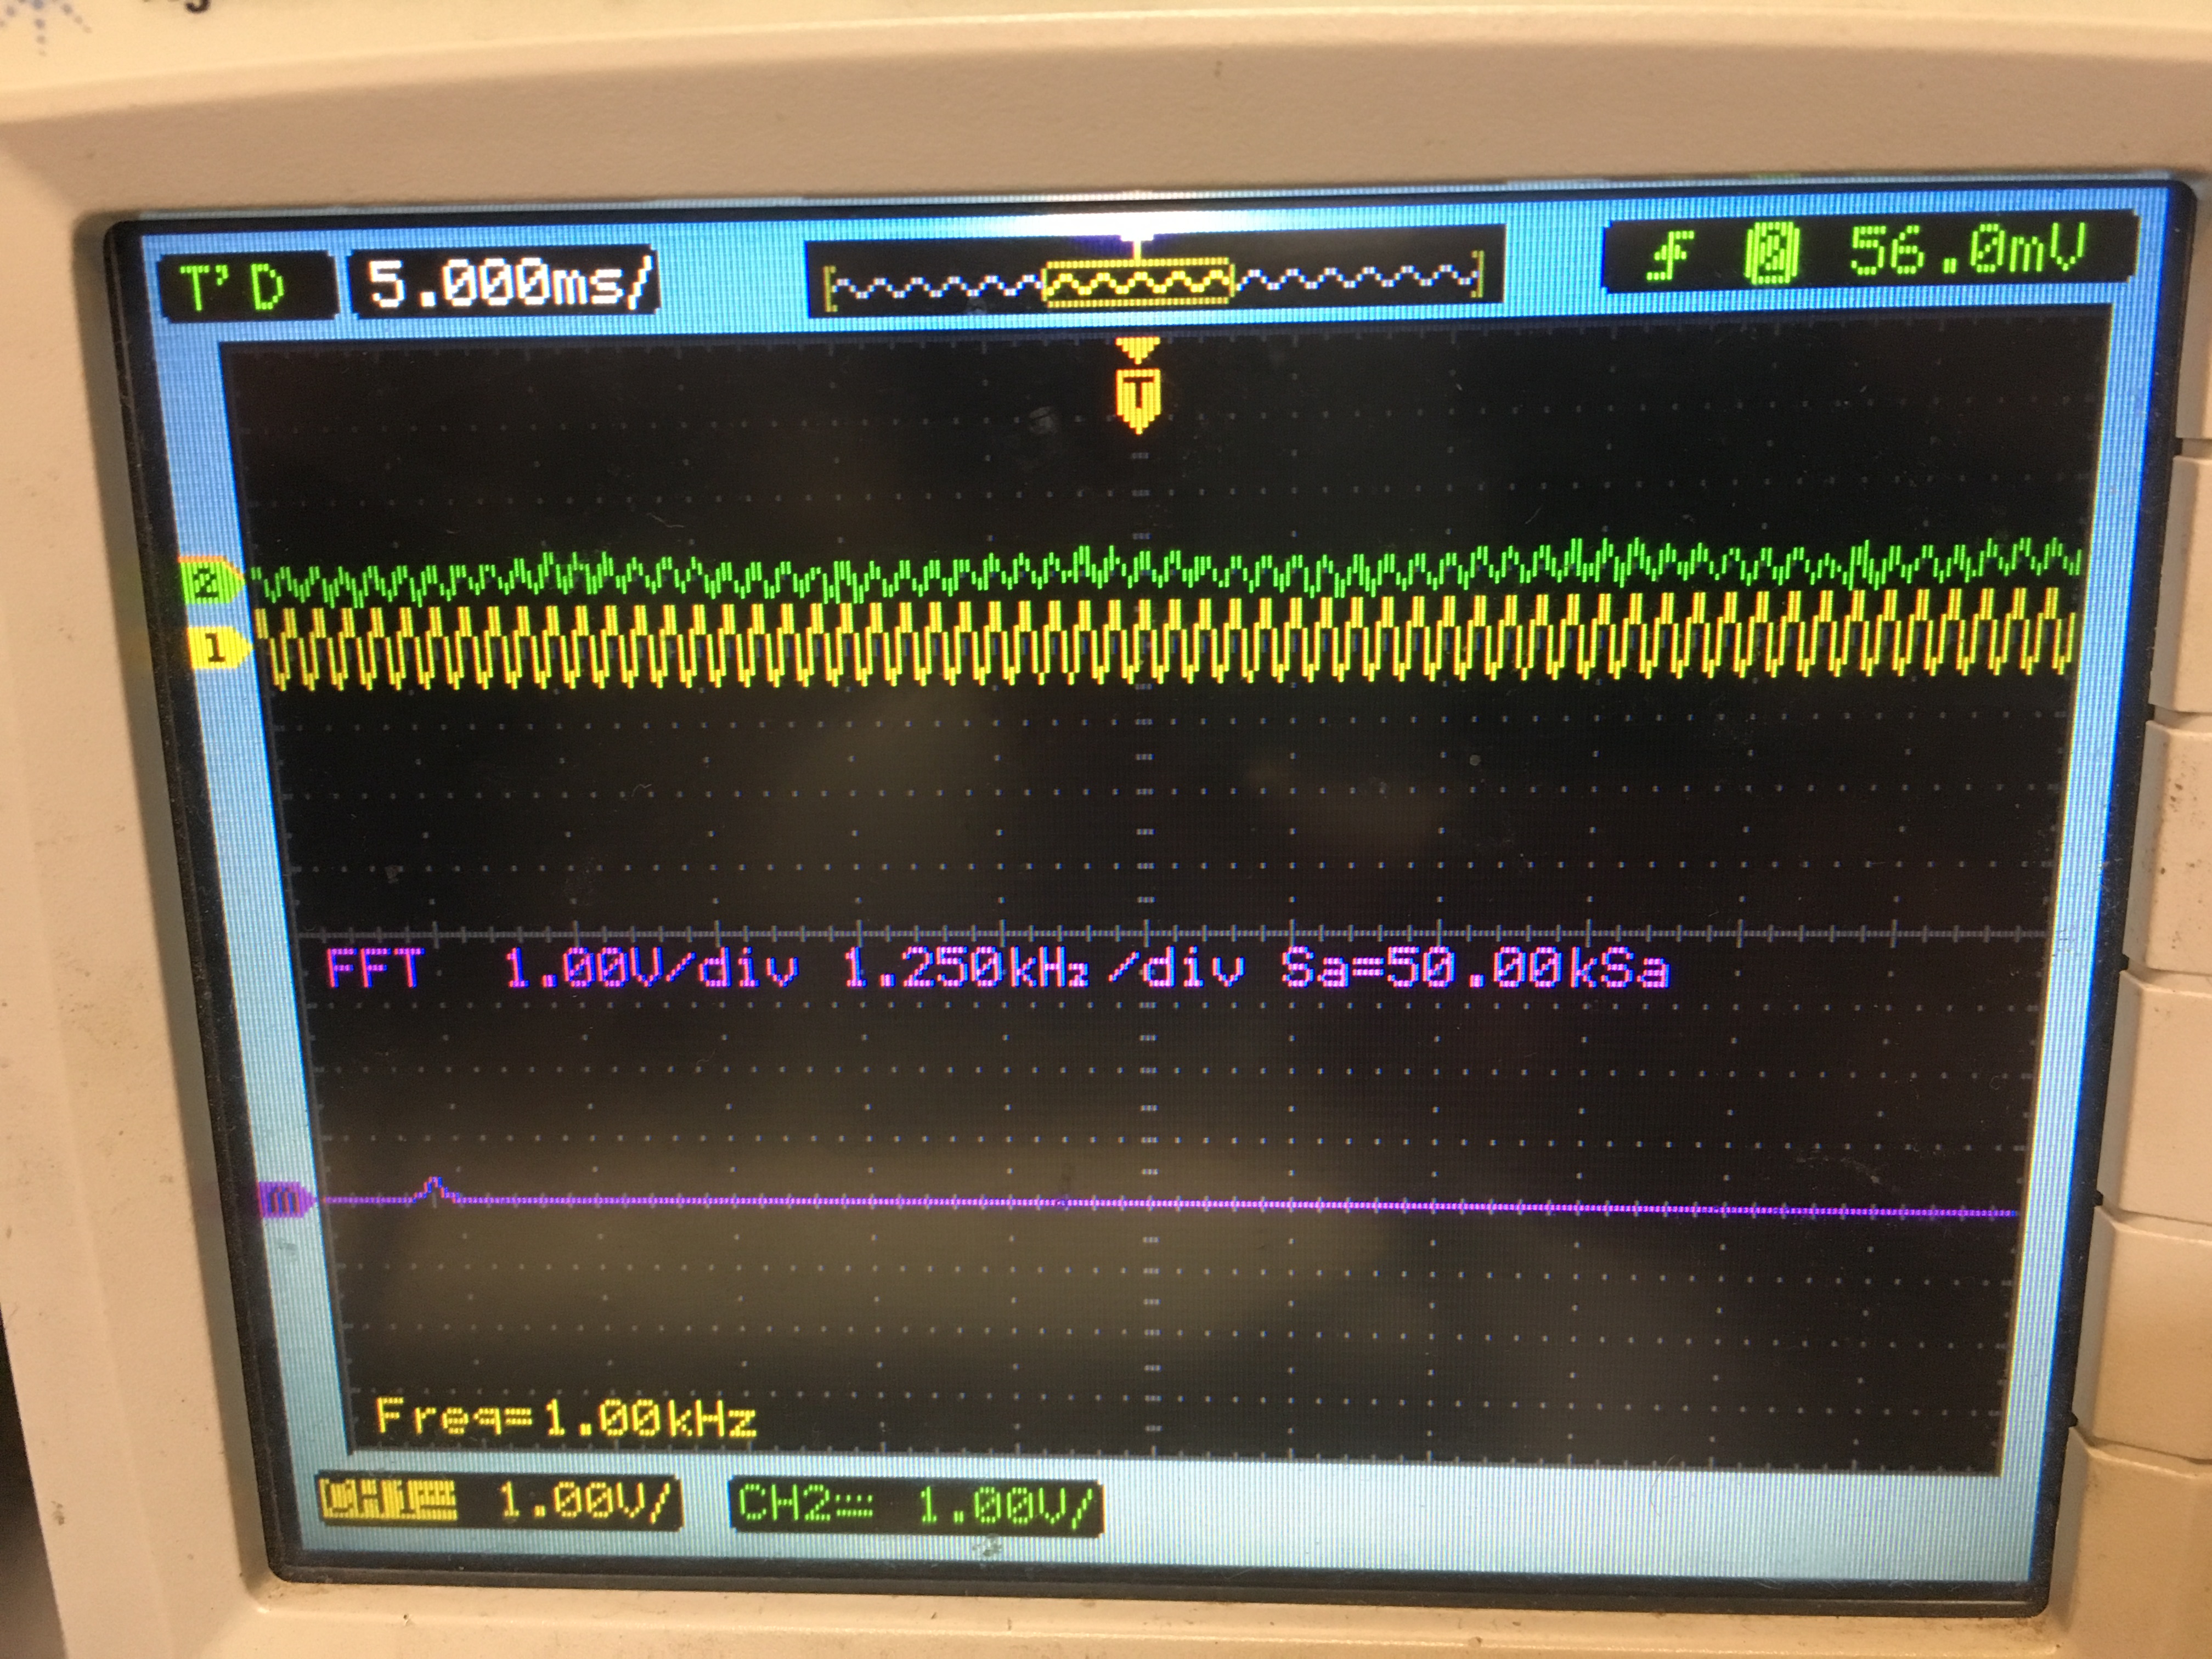 T'D 5.000ms/ 2 56.0mV
T
2
1
FFT 1.00V/div 1.250kHz/div Sa=50.00kSa
m
Freq=1.00kHz
CH1 1.00V/ CH2 1.00V/